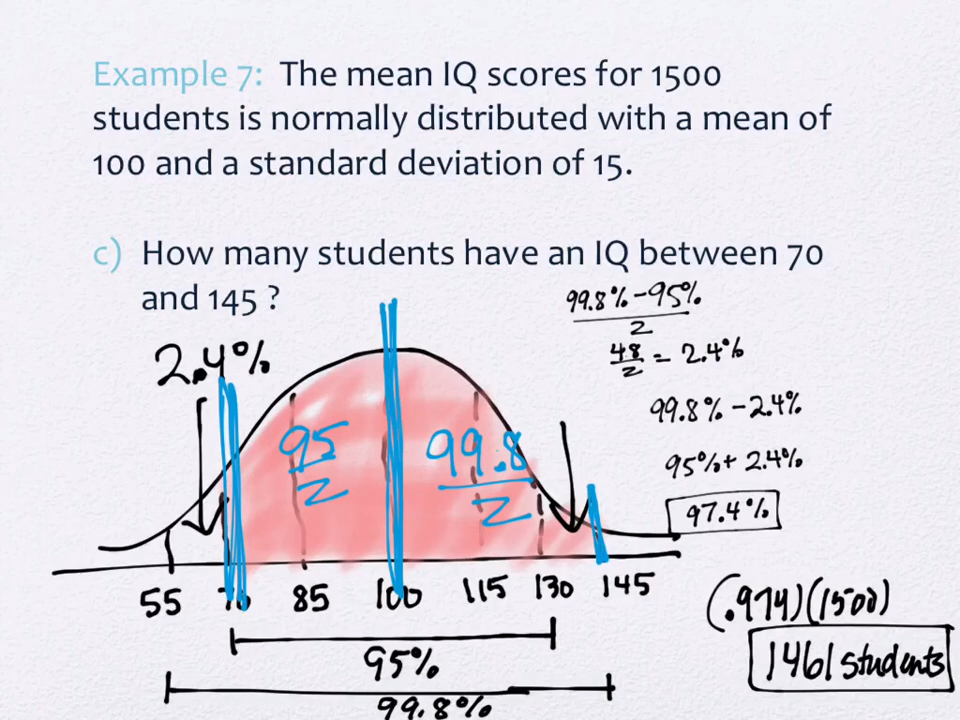 Example 7: The mean IQ scores for 1500
students is normally distributed with a mean of
100 and a standard deviation of 15.
c) How many students have an IQ between 70
and 145 ?
99.8% - 95%
2
48/2 = 2.4%
2.4%
99.8% - 2.4%
95% + 2.4%
97.4%
95/2 99.8/2
55 70 85 100 115 130 145
(.974)(1500)
1461 students
95%
99.8%